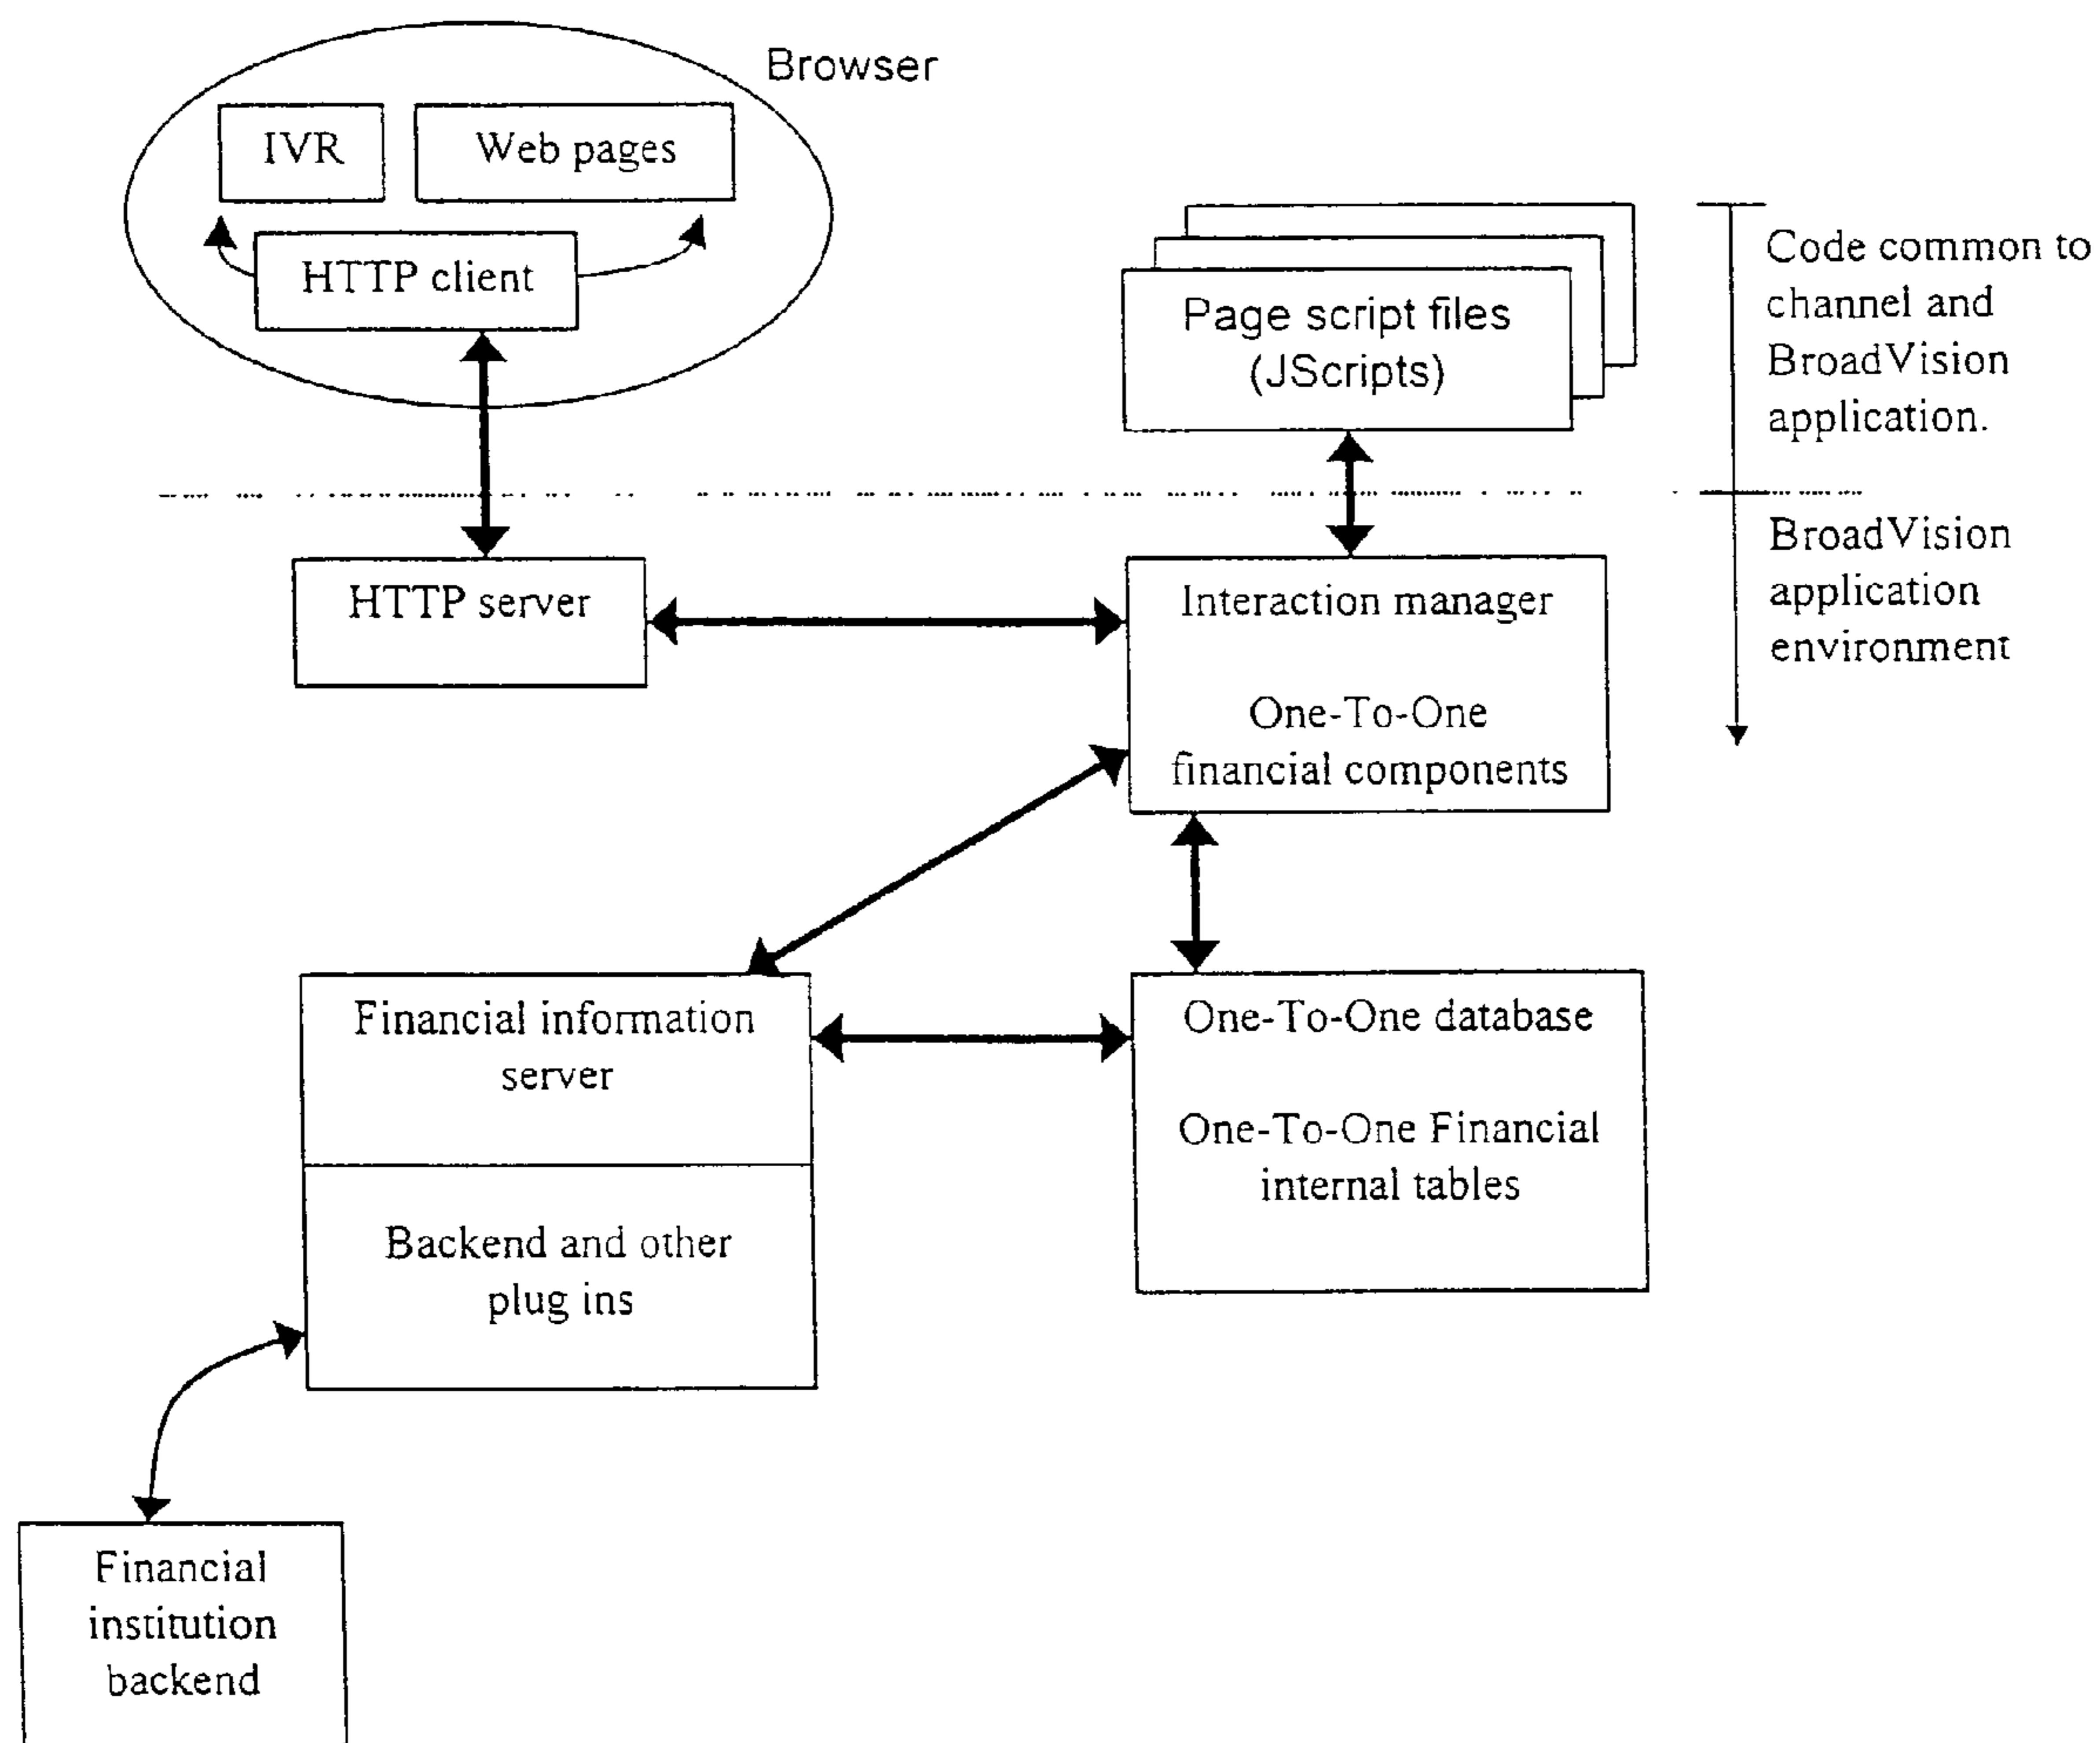 Browser
IVR
Web pages
HTTP client
Page script files
(JScripts)
Code common to
channel and
BroadVision
application.
BroadVision
application
environment
HTTP server
Interaction manager
One-To-One
financial components
Financial information
server
One-To-One database
One-To-One Financial
internal tables
Backend and other
plug ins
Financial
institution
backend